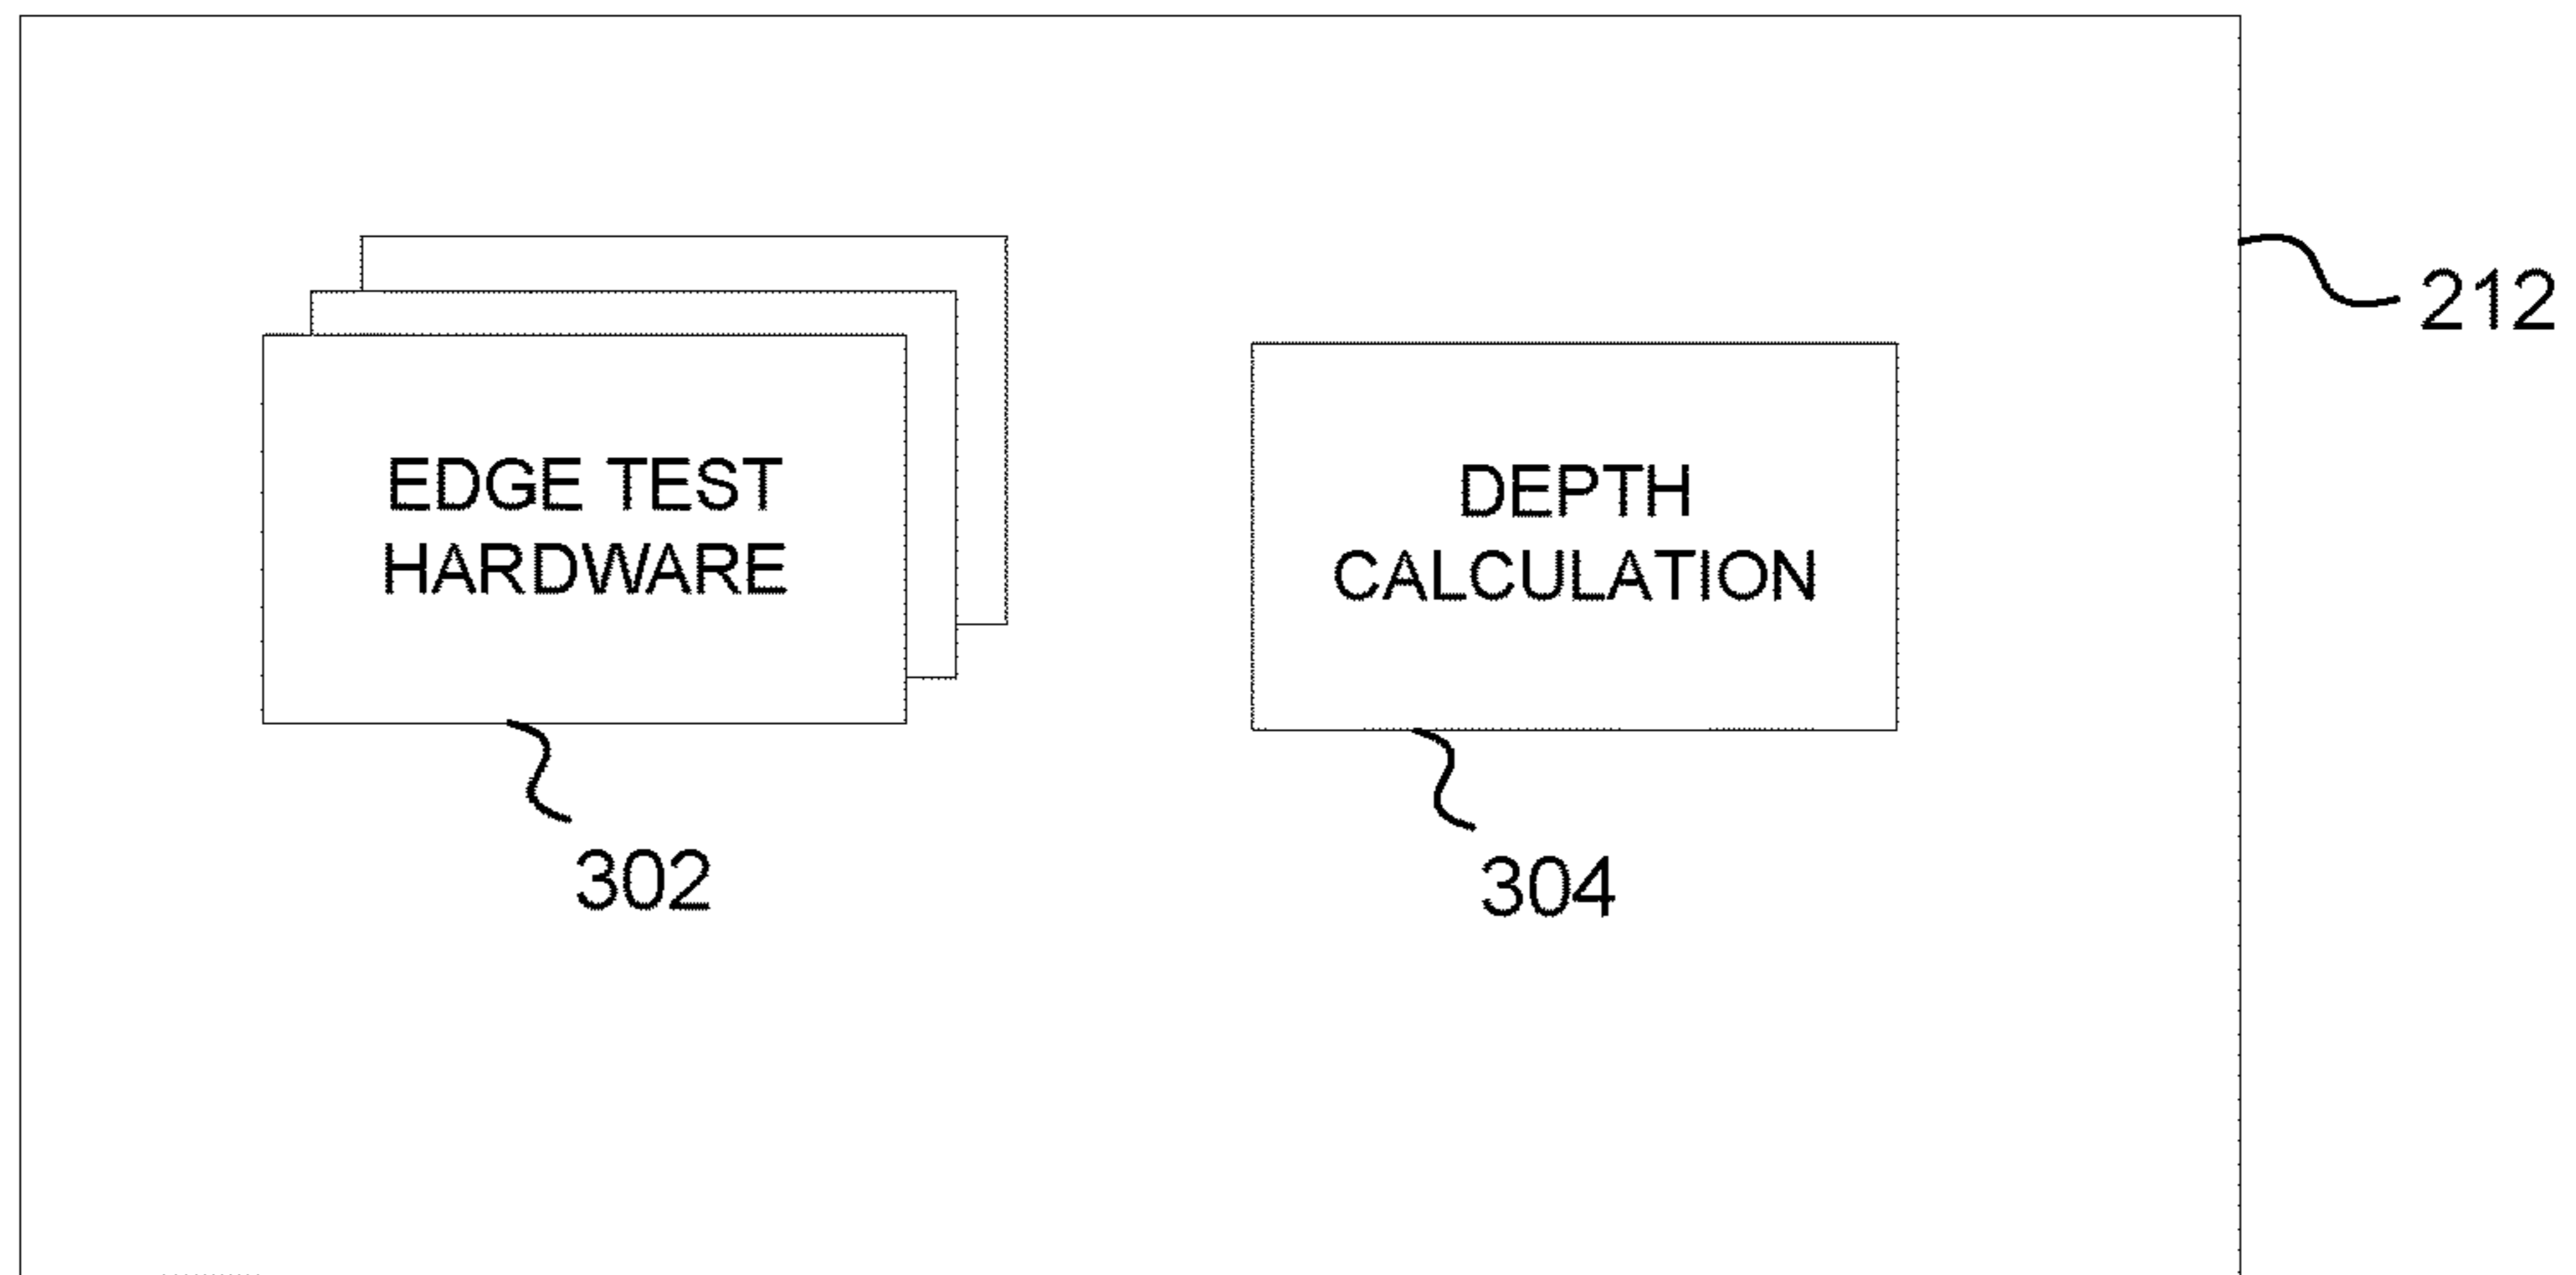 212
EDGE TEST
HARDWARE
DEPTH
CALCULATION
302
304